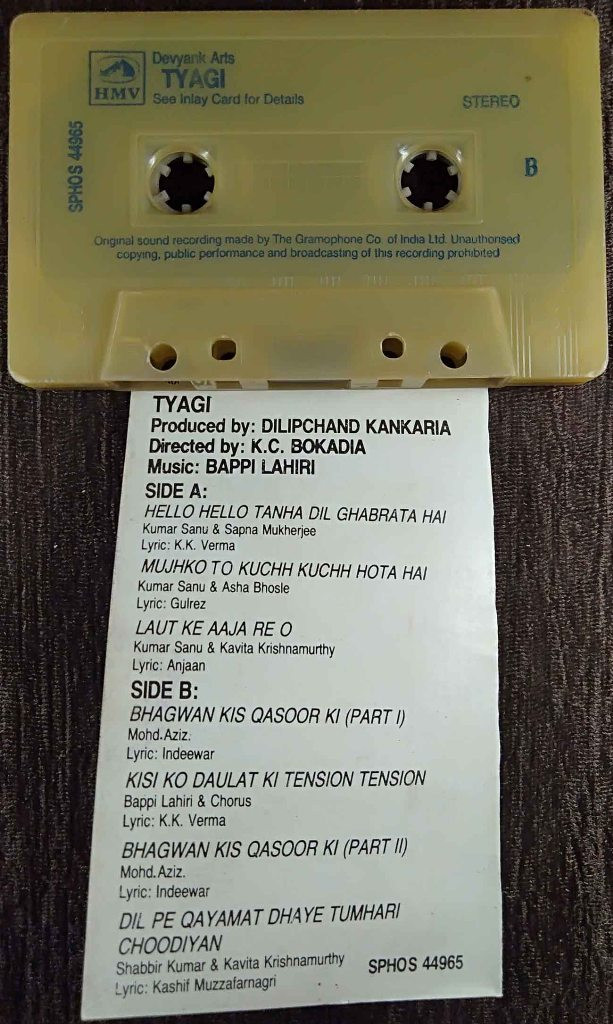 HMV
Devyank Arts
TYAGI
See Inlay Card for Details
STEREO
SPHOS 44965
B
Original sound recording made by The Gramophone Co. of India Ltd. Unauthorised
copying, public performance and broadcasting of this recording prohibited
TYAGI
Produced by: DILIPCHAND KANKARIA
Directed by: K.C. BOKADIA
Music: BAPPI LAHIRI
SIDE A:
HELLO HELLO TANHA DIL GHABRATA HAI
Kumar Sanu & Sapna Mukherjee
Lyric: K.K. Verma
MUJHKO TO KUCHH KUCHH HOTA HAI
Kumar Sanu & Asha Bhosle
Lyric: Gulrez
LAUT KE AAJA RE O
Kumar Sanu & Kavita Krishnamurthy
Lyric: Anjaan
SIDE B:
BHAGWAN KIS QASOOR KI (PART I)
Mohd.Aziz.
Lyric: Indeewar
KISI KO DAULAT KI TENSION TENSION
Bappi Lahiri & Chorus
Lyric: K.K. Verma
BHAGWAN KIS QASOOR KI (PART II)
Mohd.Aziz.
Lyric: Indeewar
DIL PE QAYAMAT DHAYE TUMHARI
CHOODIYAN
Shabbir Kumar & Kavita Krishnamurthy
Lyric: Kashif Muzzafarnagri
SPHOS 44965